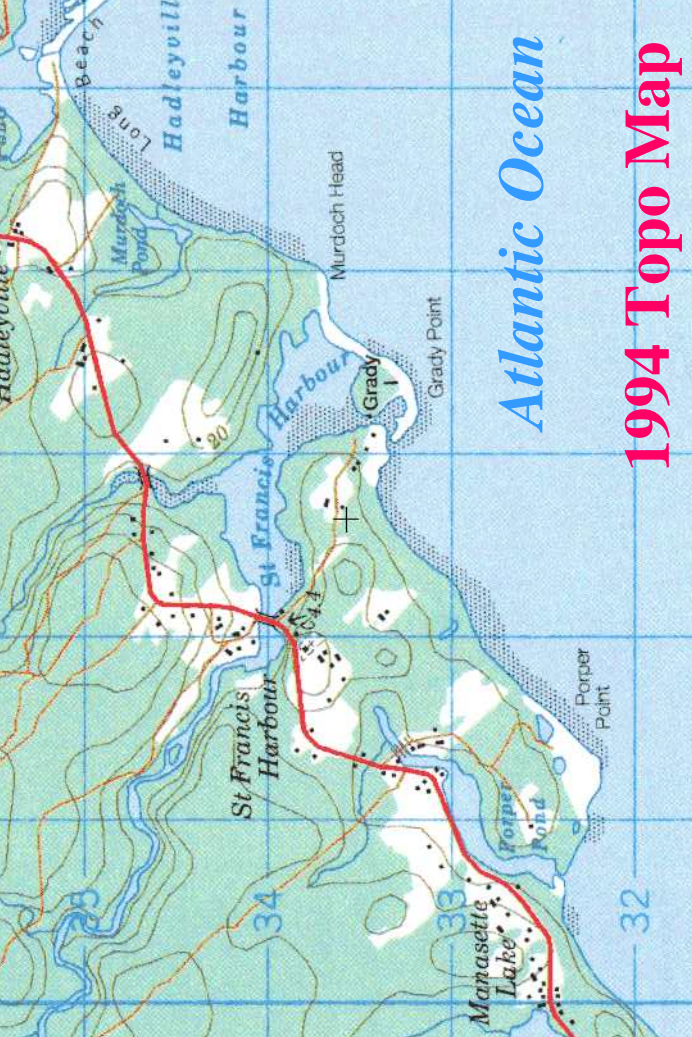 Atlantic Ocean
1994 Topo Map
Beach
Long
Hadleyvill
Harbour
Murdoch
Pond
Murdoch Head
Hadleyville
Grady Point
Grady
I
St Francis
Harbour
20
St Francis
Harbour
Porper
Point
Porper
Pond
Manasette
Lake
34
33
32